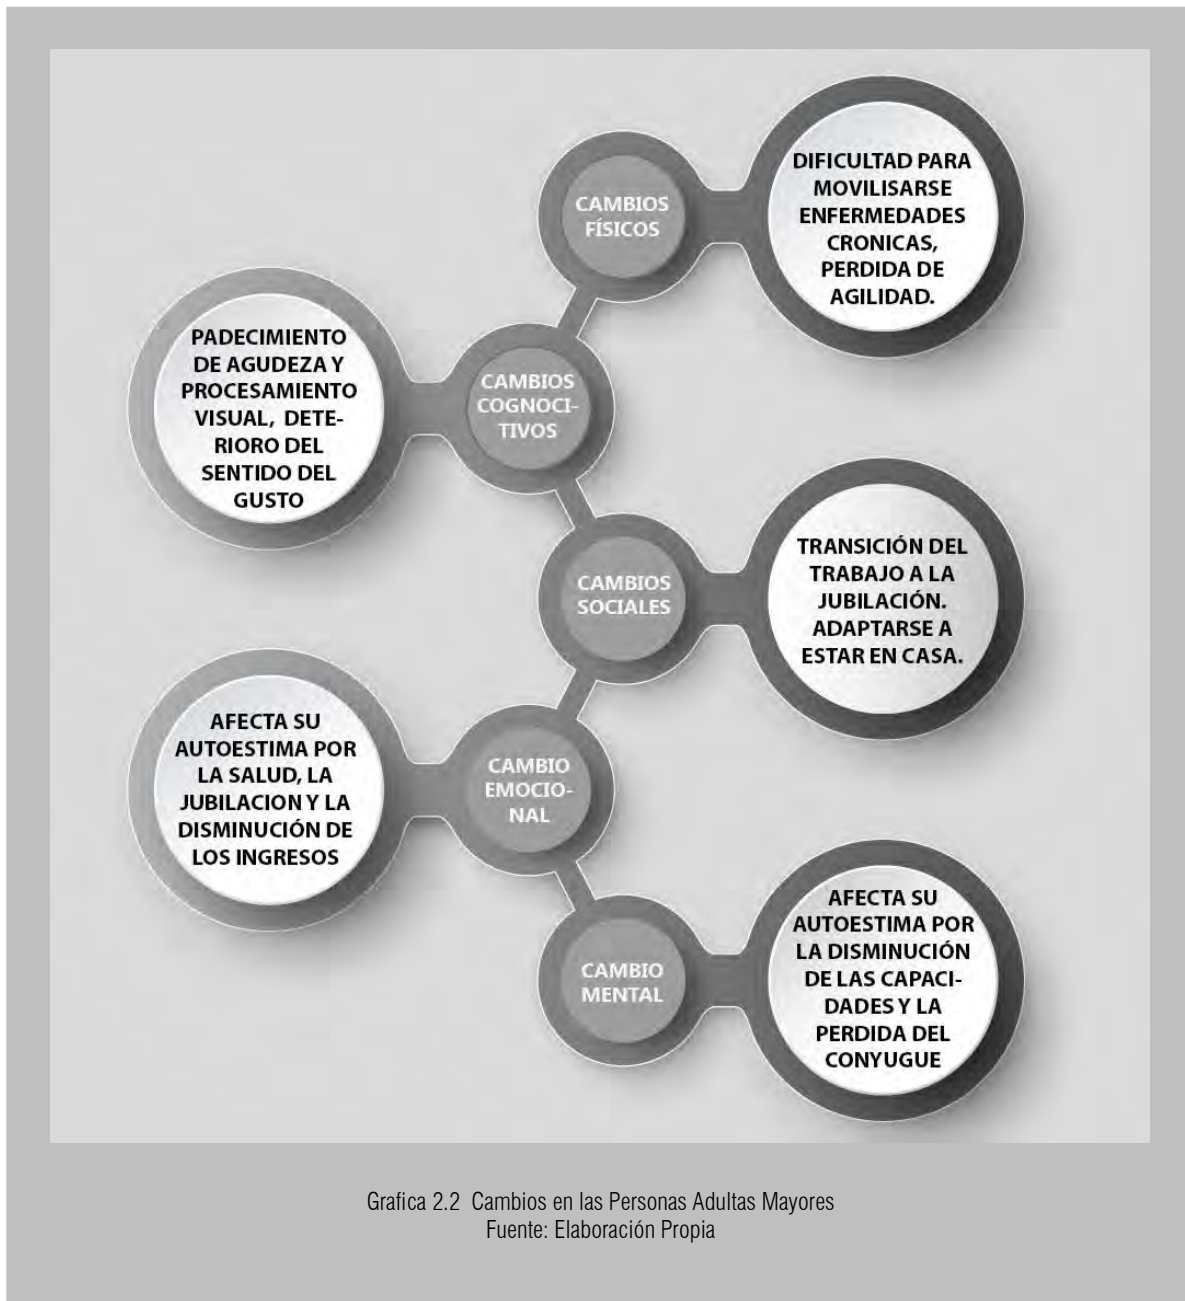 CAMBIOS
FÍSICOS
DIFICULTAD PARA
MOVILISARSE
ENFERMEDADES
CRONICAS,
PERDIDA DE
AGILIDAD.
PADECIMIENTO
DE AGUDEZA Y
PROCESAMIENTO
VISUAL, DETE-
RIORO DEL
SENTIDO DEL
GUSTO
CAMBIOS
COGNOCI-
TIVOS
CAMBIOS
SOCIALES
TRANSICIÓN DEL
TRABAJO A LA
JUBILACIÓN.
ADAPTARSE A
ESTAR EN CASA.
AFECTA SU
AUTOESTIMA POR
LA SALUD, LA
JUBILACION Y LA
DISMINUCIÓN DE
LOS INGRESOS
CAMBIO
EMOCIO-
NAL
CAMBIO
MENTAL
AFECTA SU
AUTOESTIMA POR
LA DISMINUCIÓN
DE LAS CAPACI-
DADES Y LA
PERDIDA DEL
CONYUGUE
Grafica 2.2 Cambios en las Personas Adultas Mayores
Fuente: Elaboración Propia